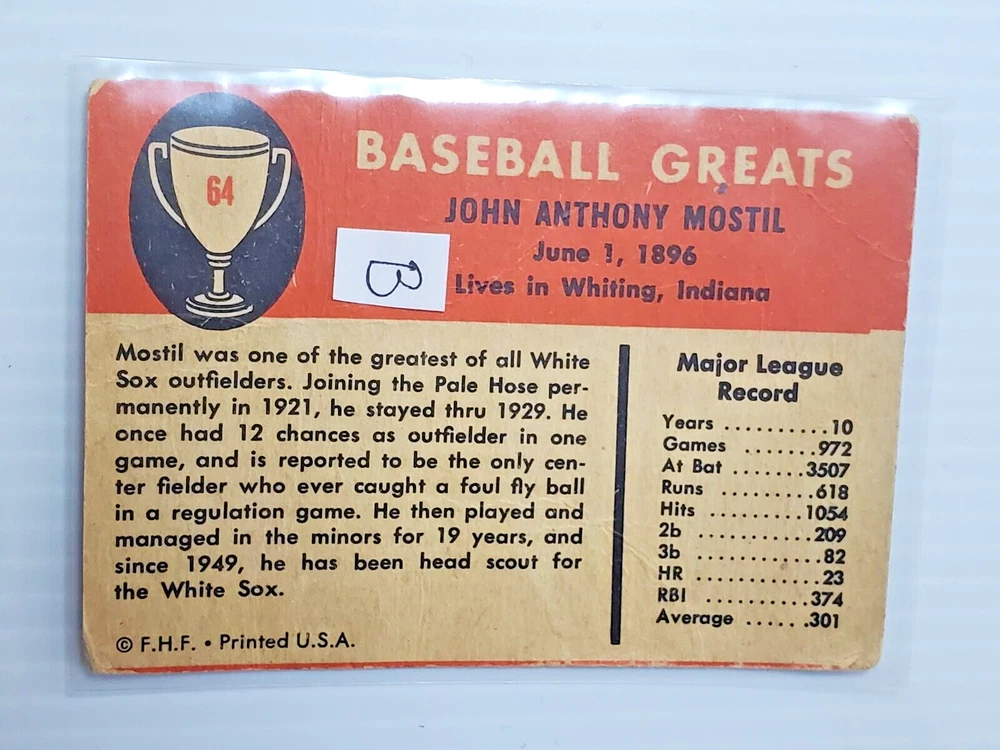 64
BASEBALL GREATS
JOHN ANTHONY MOSTIL
June 1, 1896
Lives in Whiting, Indiana
B
Mostil was one of the greatest of all White
Sox outfielders. Joining the Pale Hose per-
manently in 1921, he stayed thru 1929. He
once had 12 chances as outfielder in one
game, and is reported to be the only cen-
ter fielder who ever caught a foul fly ball
in a regulation game. He then played and
managed in the minors for 19 years, and
since 1949, he has been head scout for
the White Sox.
© F.H.F. • Printed U.S.A.
Major League
Record
Years ..........10
Games .......972
At Bat .......3507
Runs .........618
Hits .........1054
2b ...........209
3b ............82
HR ............23
RBI ..........374
Average ......301